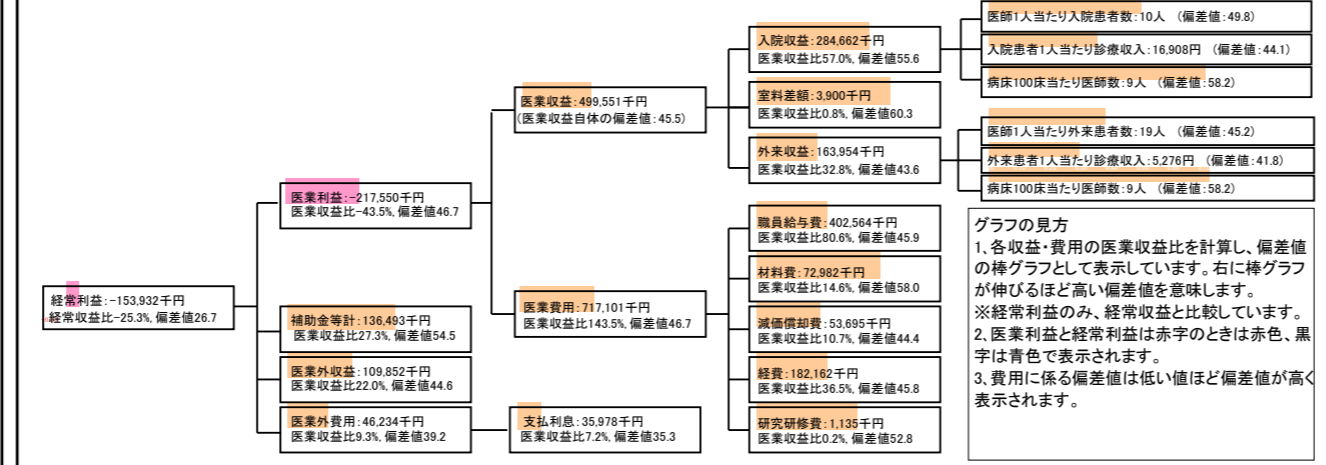 医師1人当たり入院患者数:10人 (偏差値:49.8)
入院収益:284,662千円
医業収益比57.0%, 偏差値55.6
入院患者1人当たり診療収入:16,908円 (偏差値:44.1)
病床100床当たり医師数:9人 (偏差値:58.2)
医業収益:499,551千円
(医業収益自体の偏差値:45.5)
室料差額:3,900千円
医業収益比0.8%, 偏差値60.3
医師1人当たり外来患者数:19人 (偏差値:45.2)
外来収益:163,954千円
医業収益比32.8%, 偏差値43.6
外来患者1人当たり診療収入:5,276円 (偏差値:41.8)
病床100床当たり医師数:9人 (偏差値:58.2)
医業利益:-217,550千円
医業収益比-43.5%, 偏差値46.7
職員給与費:402,564千円
医業収益比80.6%, 偏差値45.9
材料費:72,982千円
医業収益比14.6%, 偏差値58.0
経常利益:-153,932千円
経常収益比-25.3%, 偏差値26.7
医業費用:717,101千円
医業収益比143.5%, 偏差値46.7
補助金等計:136,493千円
医業収益比27.3%, 偏差値54.5
減価償却費:53,695千円
医業収益比10.7%, 偏差値44.4
医業外収益:109,852千円
医業収益比22.0%, 偏差値44.6
経費:182,162千円
医業収益比36.5%, 偏差値45.8
医業外費用:46,234千円
医業収益比9.3%, 偏差値39.2
支払利息:35,978千円
医業収益比7.2%, 偏差値35.3
研究研修費:1,135千円
医業収益比0.2%, 偏差値52.8
グラフの見方
1、各収益・費用の医業収益比を計算し、偏差値
の棒グラフとして表示しています。右に棒グラフ
が伸びるほど高い偏差値を意味します。
※経常利益のみ、経常収益と比較しています。
2、医業利益と経常利益は赤字のときは赤色、黒
字は青色で表示されます。
3、費用に係る偏差値は低い値ほど偏差値が高く
表示されます。